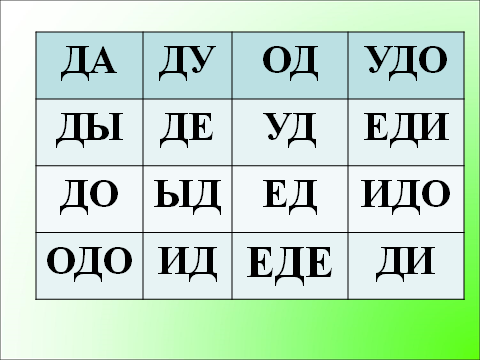 ДА ДУ ОД УДО
ДЫ ДЕ УД ЕДИ
ДО ЫД ЕД ИДО
ОДО ИД ЕДЕ ДИ